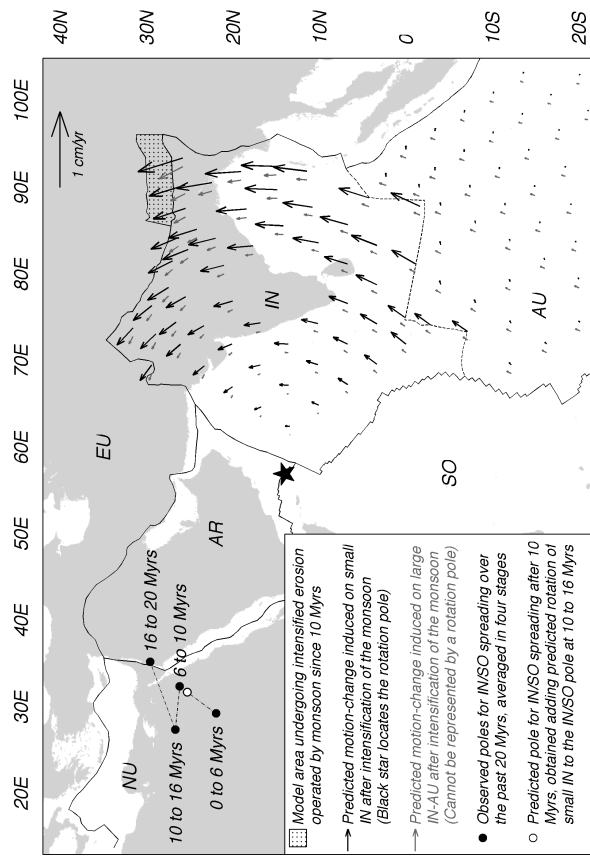 20E 30E 40E 50E 60E 70E 80E 90E 100E
40N
30N
20N
10N
0
10S
20S
1 cm/yr
EU
NU
AR
IN
SO
AU
16 to 20 Myrs
6 to 10 Myrs
10 to 16 Myrs
0 to 6 Myrs
Model area undergoing intensified erosion
operated by monsoon since 10 Myrs
Predicted motion-change induced on small
IN after intensification of the monsoon
(Black star locates the rotation pole)
Predicted motion-change induced on large
IN-AU after intensification of the monsoon
(Cannot be represented by a rotation pole)
Observed poles for IN/SO spreading over
the past 20 Myrs, averaged in four stages
Predicted pole for IN/SO spreading after 10
Myrs, obtained adding predicted rotation of
small IN to the IN/SO pole at 10 to 16 Myrs